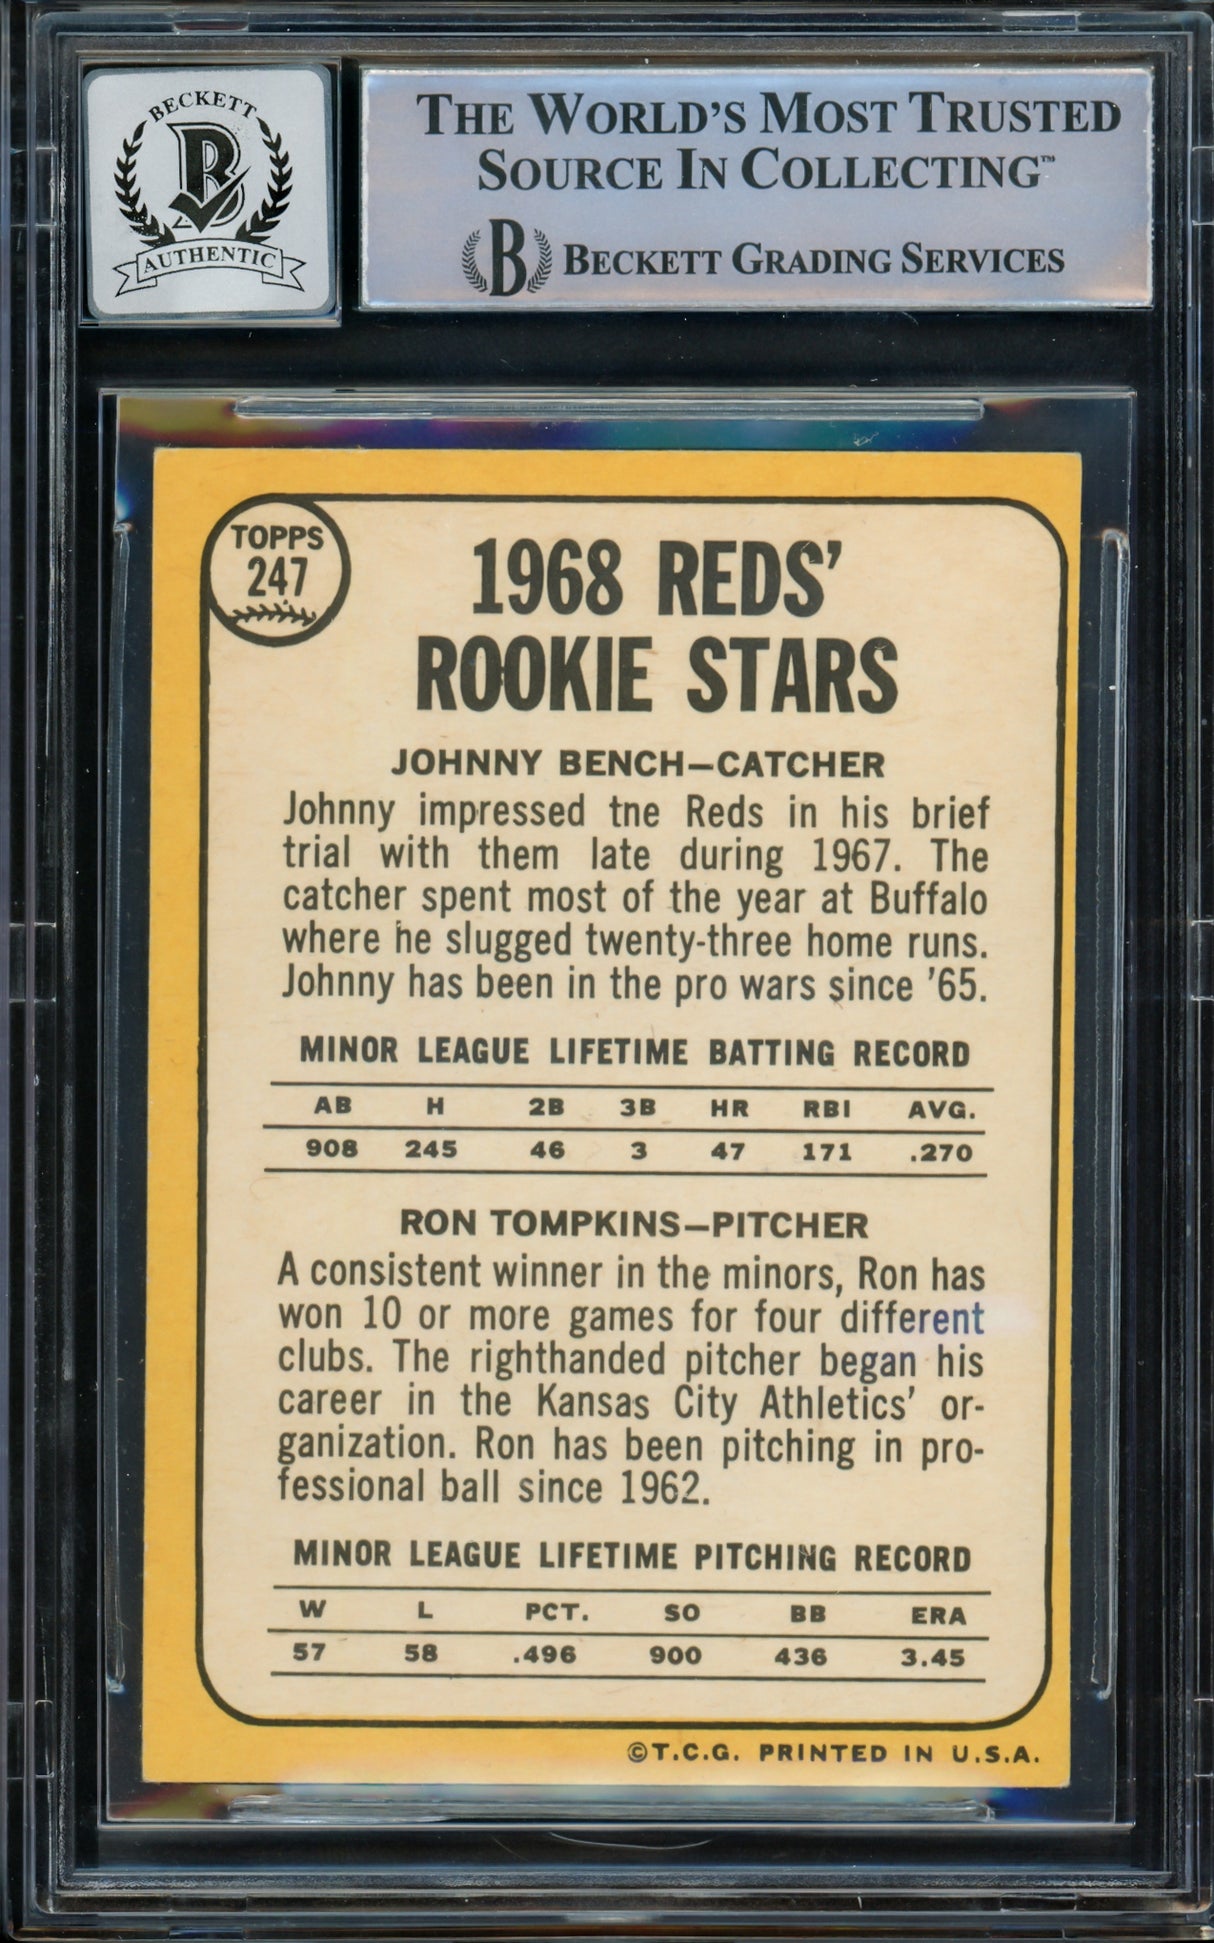 BECKETT
B
AUTHENTIC
THE WORLD'S MOST TRUSTED
SOURCE IN COLLECTING™
B BECKETT GRADING SERVICES
TOPPS
247
1968 REDS'
ROOKIE STARS
JOHNNY BENCH—CATCHER
Johnny impressed tne Reds in his brief
trial with them late during 1967. The
catcher spent most of the year at Buffalo
where he slugged twenty-three home runs.
Johnny has been in the pro wars since '65.
MINOR LEAGUE LIFETIME BATTING RECORD
AB H 2B 3B HR RBI AVG.
908 245 46 3 47 171 .270
RON TOMPKINS—PITCHER
A consistent winner in the minors, Ron has
won 10 or more games for four different
clubs. The righthanded pitcher began his
career in the Kansas City Athletics' or-
ganization. Ron has been pitching in pro-
fessional ball since 1962.
MINOR LEAGUE LIFETIME PITCHING RECORD
W L PCT. SO BB ERA
57 58 .496 900 436 3.45
©T.C.G. PRINTED IN U.S.A.